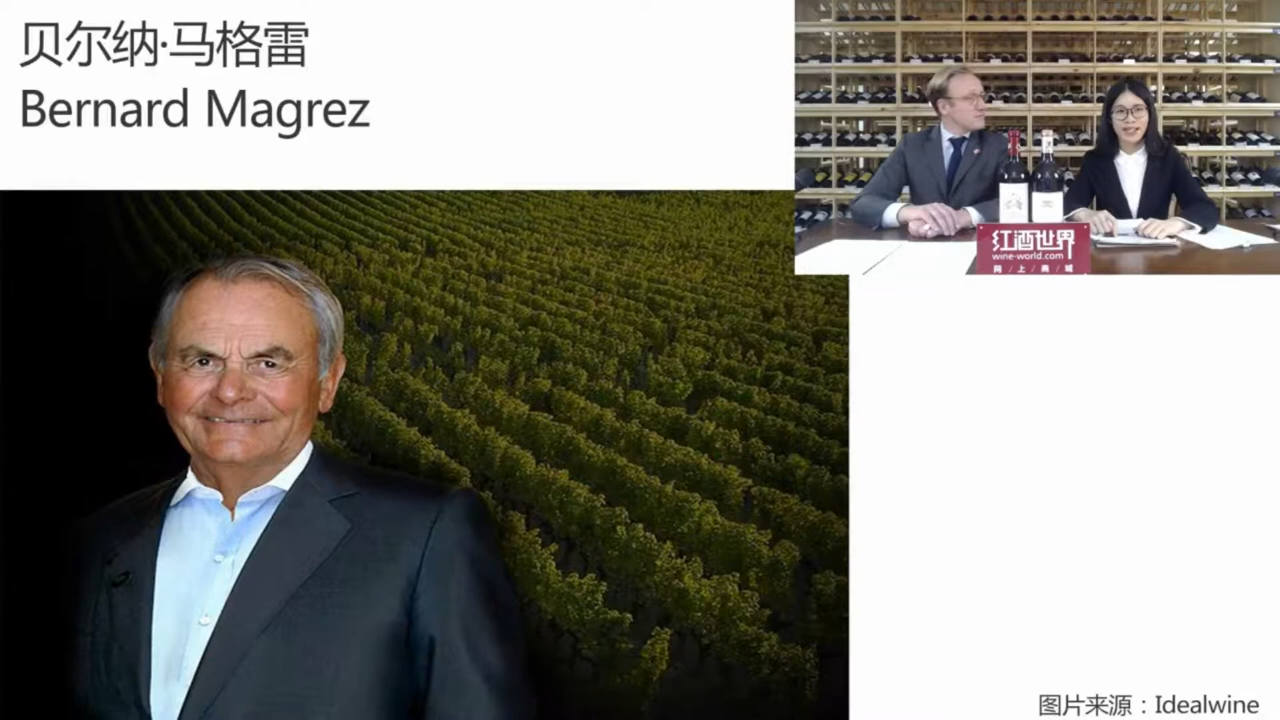 贝尔纳·马格雷
Bernard Magrez
红酒世界
wine-world.com
网/上/商/城
图片来源：Idealwine